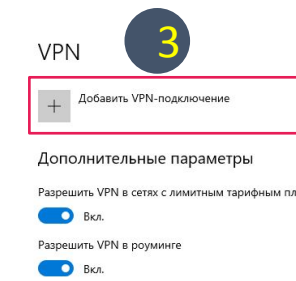 3
VPN
Добавить VPN-подключение
Дополнительные параметры
Разрешить VPN в сетях с лимитным тарифным пл
Вкл.
Разрешить VPN в роуминге
Вкл.